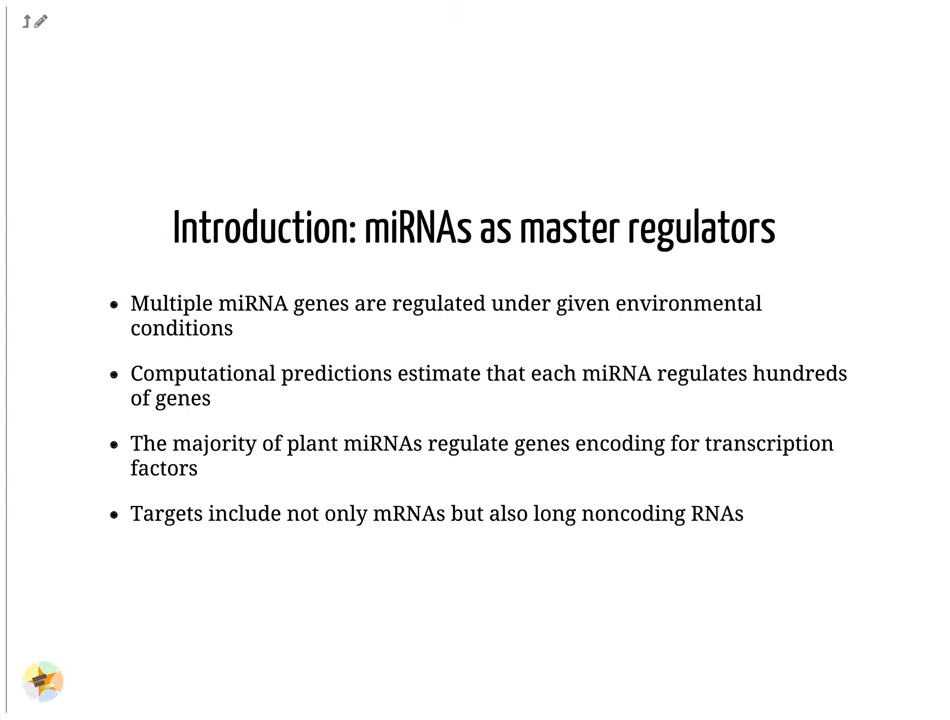 Introduction: miRNAs as master regulators
Multiple miRNA genes are regulated under given environmental
conditions
Computational predictions estimate that each miRNA regulates hundreds
of genes
The majority of plant miRNAs regulate genes encoding for transcription
factors
Targets include not only mRNAs but also long noncoding RNAs